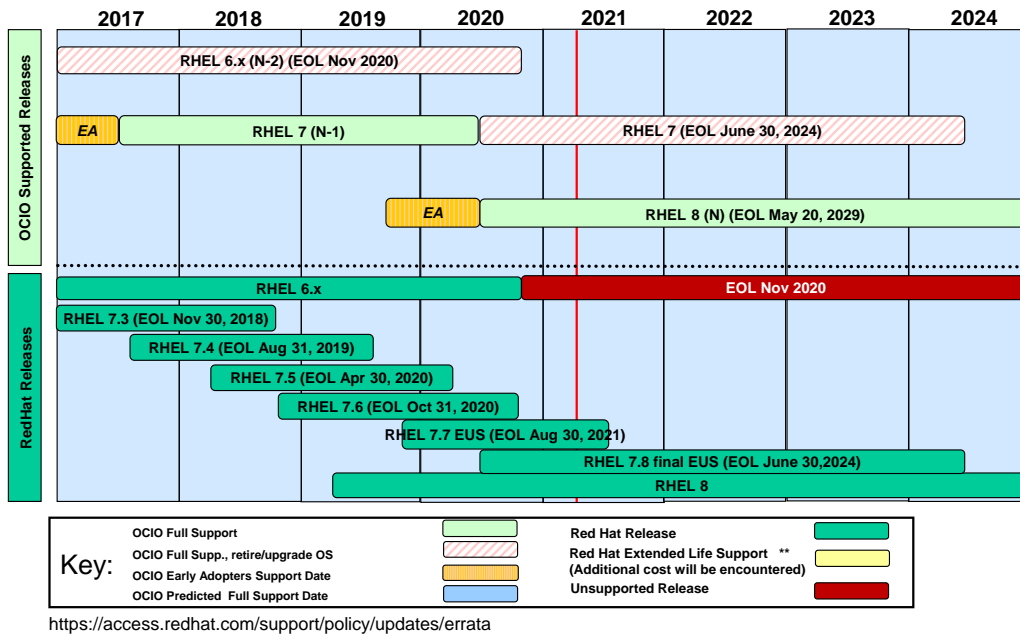 2017 2018 2019 2020 2021 2022 2023 2024
OCIO Supported Releases
RHEL 6.x (N-2) (EOL Nov 2020)
EA
RHEL 7 (N-1)
RHEL 7 (EOL June 30, 2024)
EA
RHEL 8 (N) (EOL May 20, 2029)
RedHat Releases
RHEL 6.x
EOL Nov 2020
RHEL 7.3 (EOL Nov 30, 2018)
RHEL 7.4 (EOL Aug 31, 2019)
RHEL 7.5 (EOL Apr 30, 2020)
RHEL 7.6 (EOL Oct 31, 2020)
RHEL 7.7 EUS (EOL Aug 30, 2021)
RHEL 7.8 final EUS (EOL June 30,2024)
RHEL 8
Key:
OCIO Full Support
OCIO Full Supp., retire/upgrade OS
OCIO Early Adopters Support Date
OCIO Predicted Full Support Date
Red Hat Release
Red Hat Extended Life Support **
(Additional cost will be encountered)
Unsupported Release
https://access.redhat.com/support/policy/updates/errata